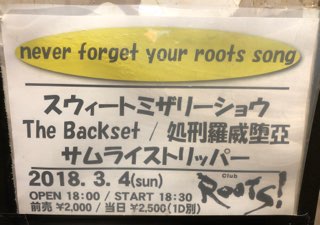 never forget your roots song
スウィートミザリーショウ
The Backset / 処刑羅威堕亞
サムライストリッパー
2018. 3. 4(sun)
OPEN 18:00 / START 18:30
前売 ¥2,000 / 当日 ¥2,500(1D別)
Club
ROOTS!